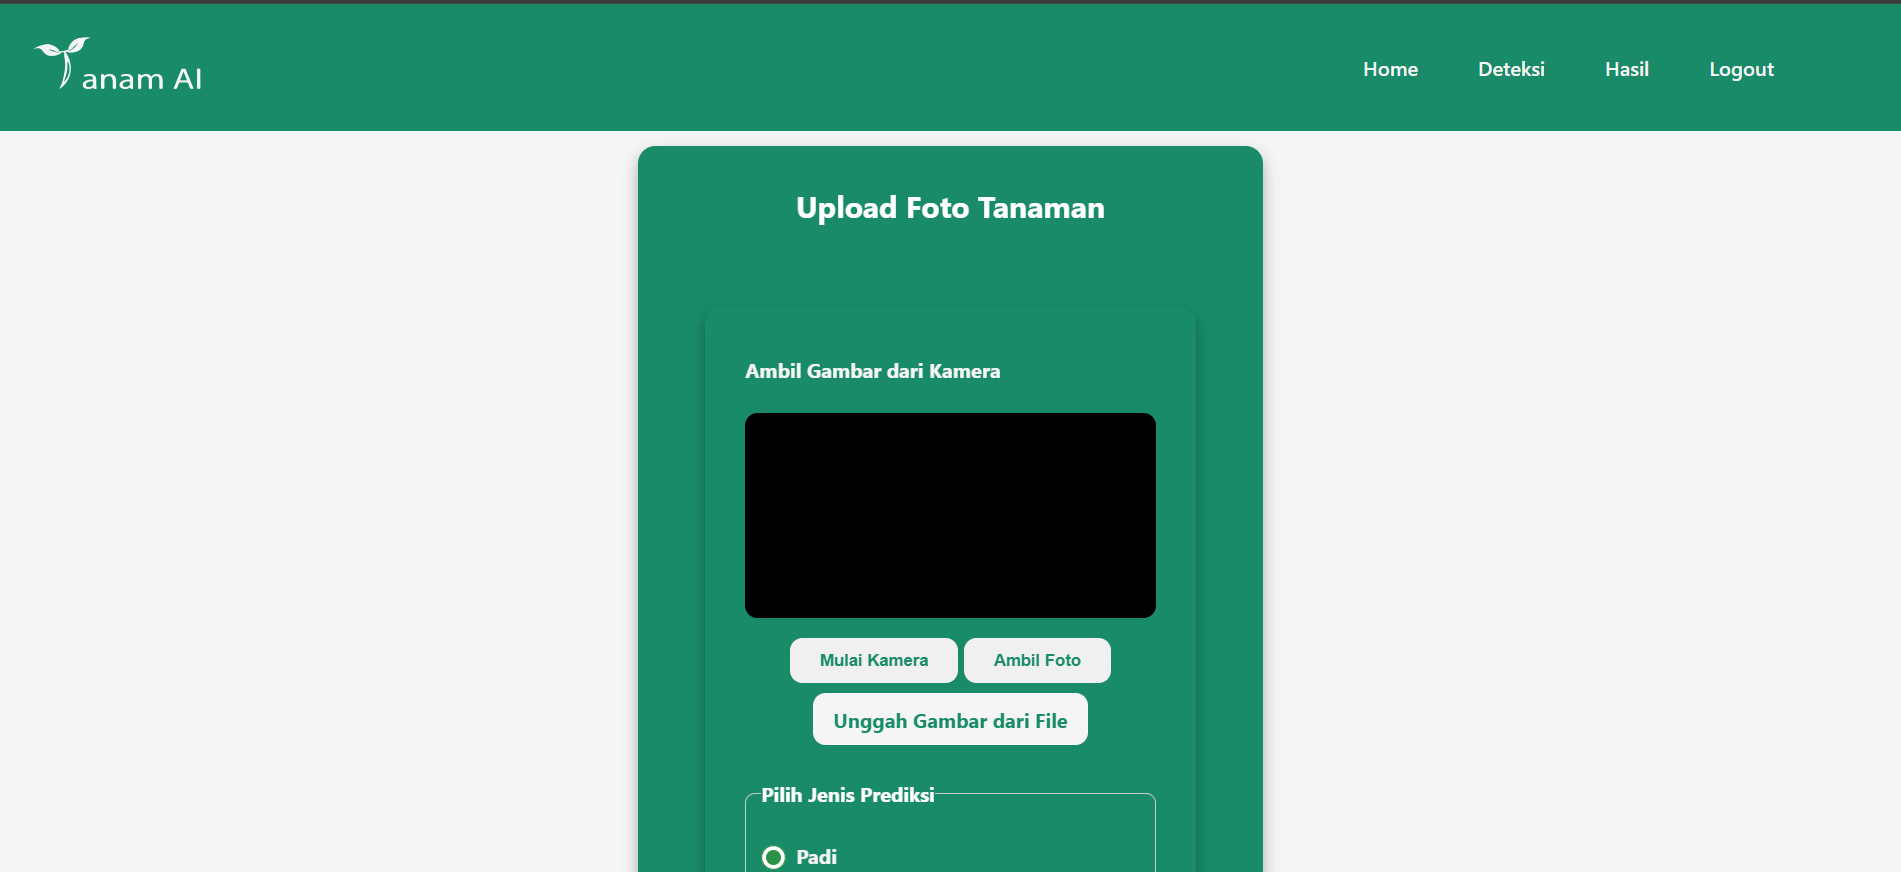 Tanam AI
Home Deteksi Hasil Logout
Upload Foto Tanaman
Ambil Gambar dari Kamera
Mulai Kamera Ambil Foto
Unggah Gambar dari File
Pilih Jenis Prediksi
Padi